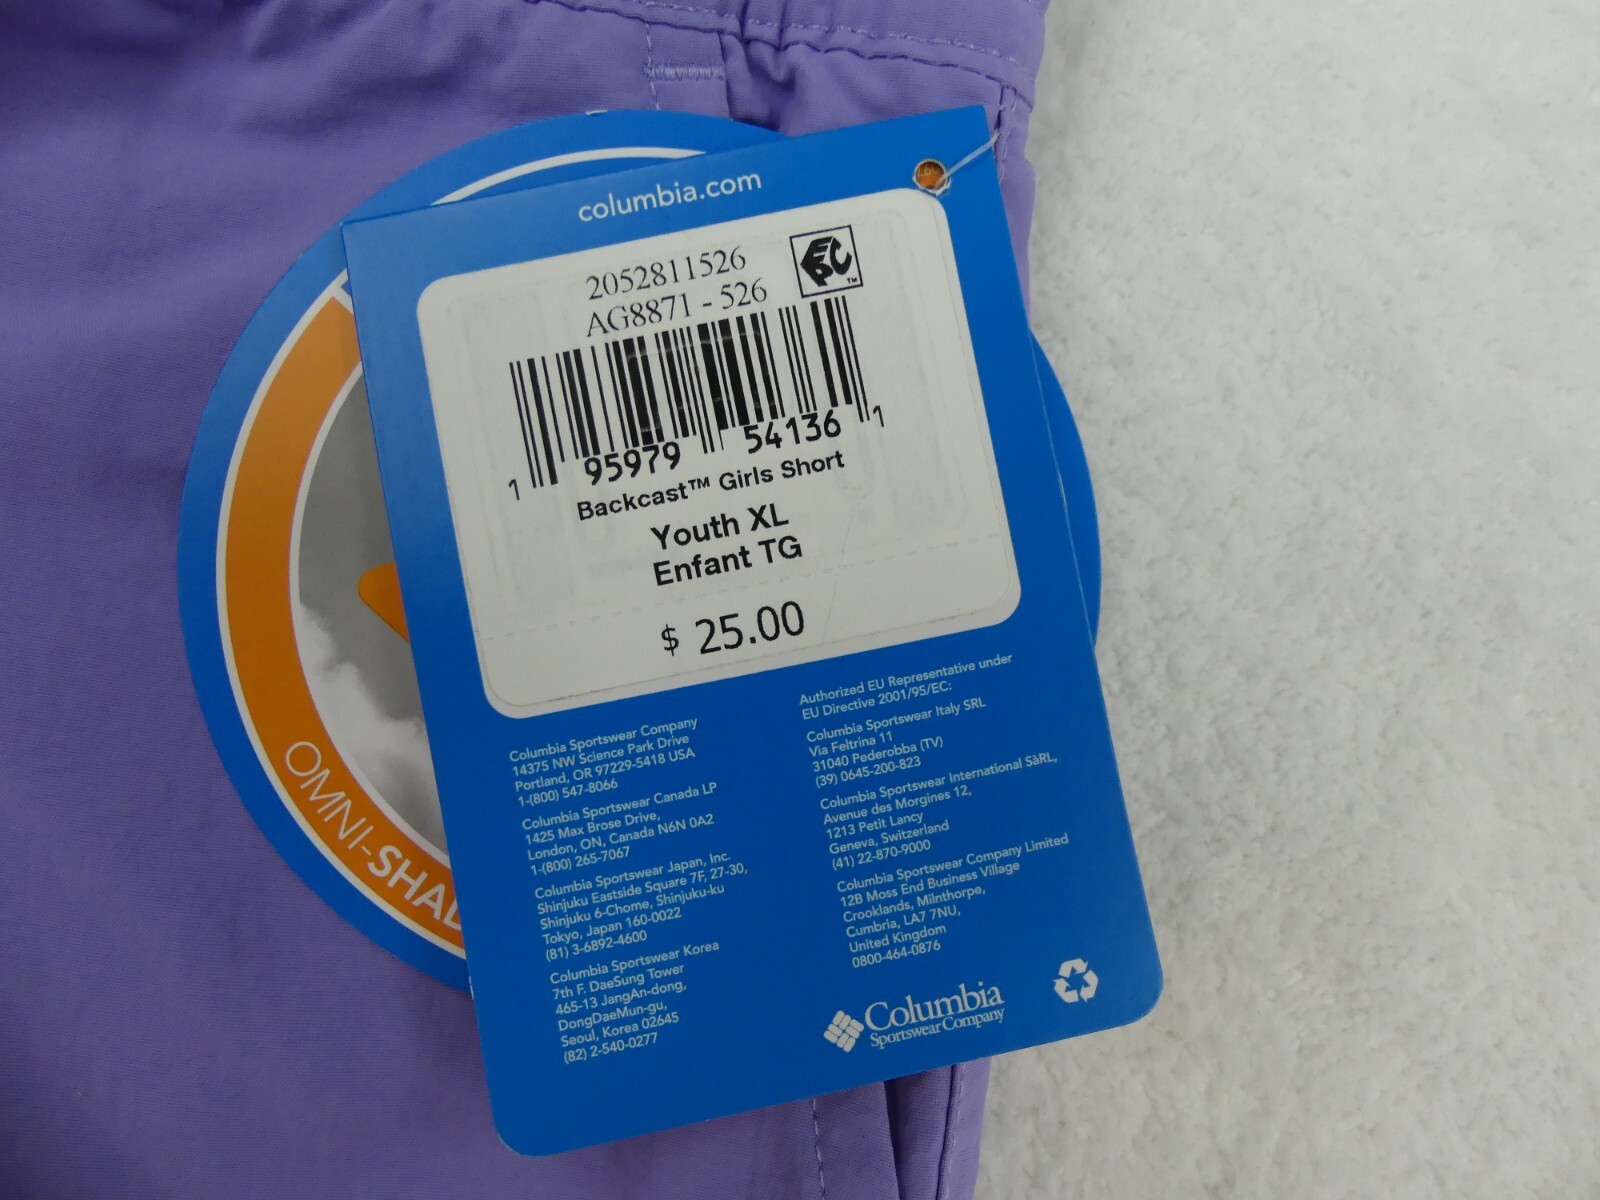 columbia.com
2052811526
AG8871 - 526
EPC™
1 95979 54136 1
Backcast™ Girls Short
Youth XL
Enfant TG
$ 25.00
Columbia Sportswear Company
14375 NW Science Park Drive
Portland, OR 97229-5418 USA
1-(800) 547-8066
Columbia Sportswear Canada LP
1425 Max Brose Drive,
London, ON, Canada N6N 0A2
1-(800) 265-7067
Columbia Sportswear Japan, Inc.
Shinjuku Eastside Square 7F, 27-30,
Shinjuku 6-Chome, Shinjuku-ku
Tokyo, Japan 160-0022
(81) 3-6892-4600
Columbia Sportswear Korea
7th F. DaeSung Tower
465-13 JangAn-dong,
DongDaeMun-gu,
Seoul, Korea 02645
(82) 2-540-0277
Authorized EU Representative under
EU Directive 2001/95/EC:
Columbia Sportswear Italy SRL
Via Feltrina 11
31040 Pederobba (TV)
(39) 0645-200-823
Columbia Sportswear International SàRL,
Avenue des Morgines 12,
1213 Petit Lancy
Geneva, Switzerland
(41) 22-870-9000
Columbia Sportswear Company Limited
12B Moss End Business Village
Crooklands, Milnthorpe,
Cumbria, LA7 7NU,
United Kingdom
0800-464-0876
Columbia
Sportswear Company
OMNI-SHAD